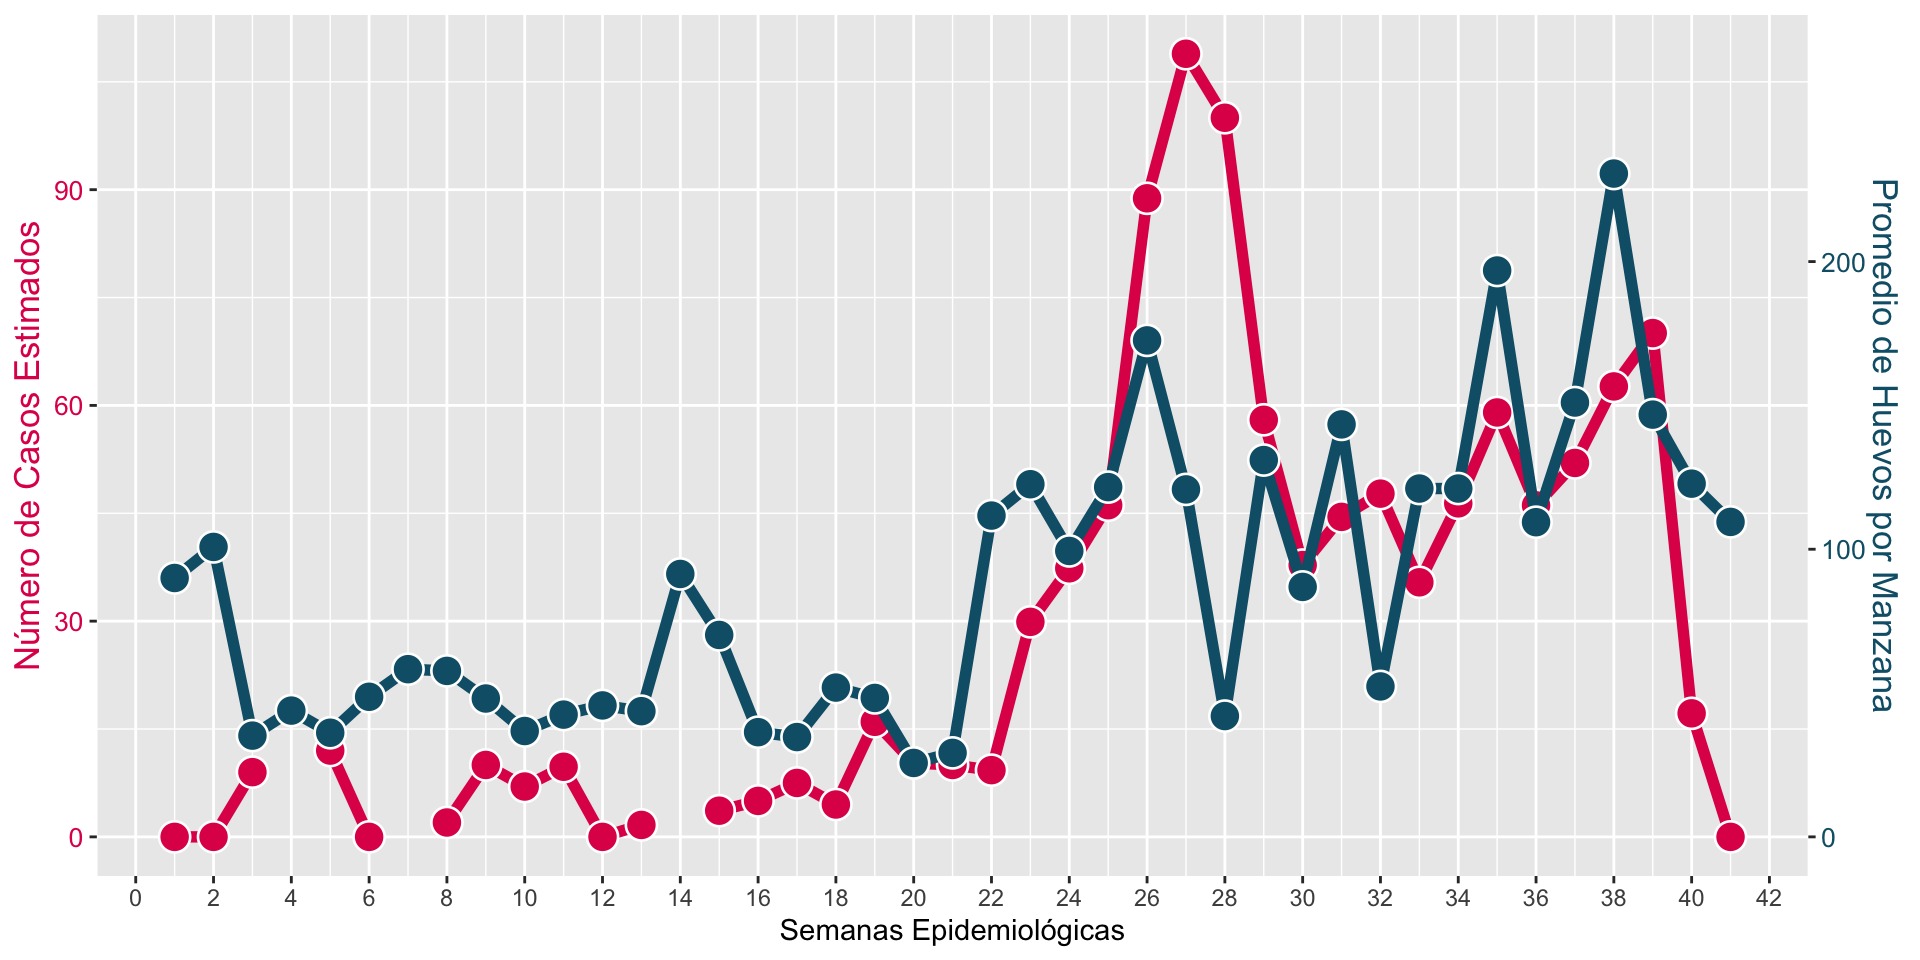 Número de Casos Estimados
90
60
30
0
200
100
0
Promedio de Huevos por Manzana
0 2 4 6 8 10 12 14 16 18 20 22 24 26 28 30 32 34 36 38 40 42
Semanas Epidemiológicas